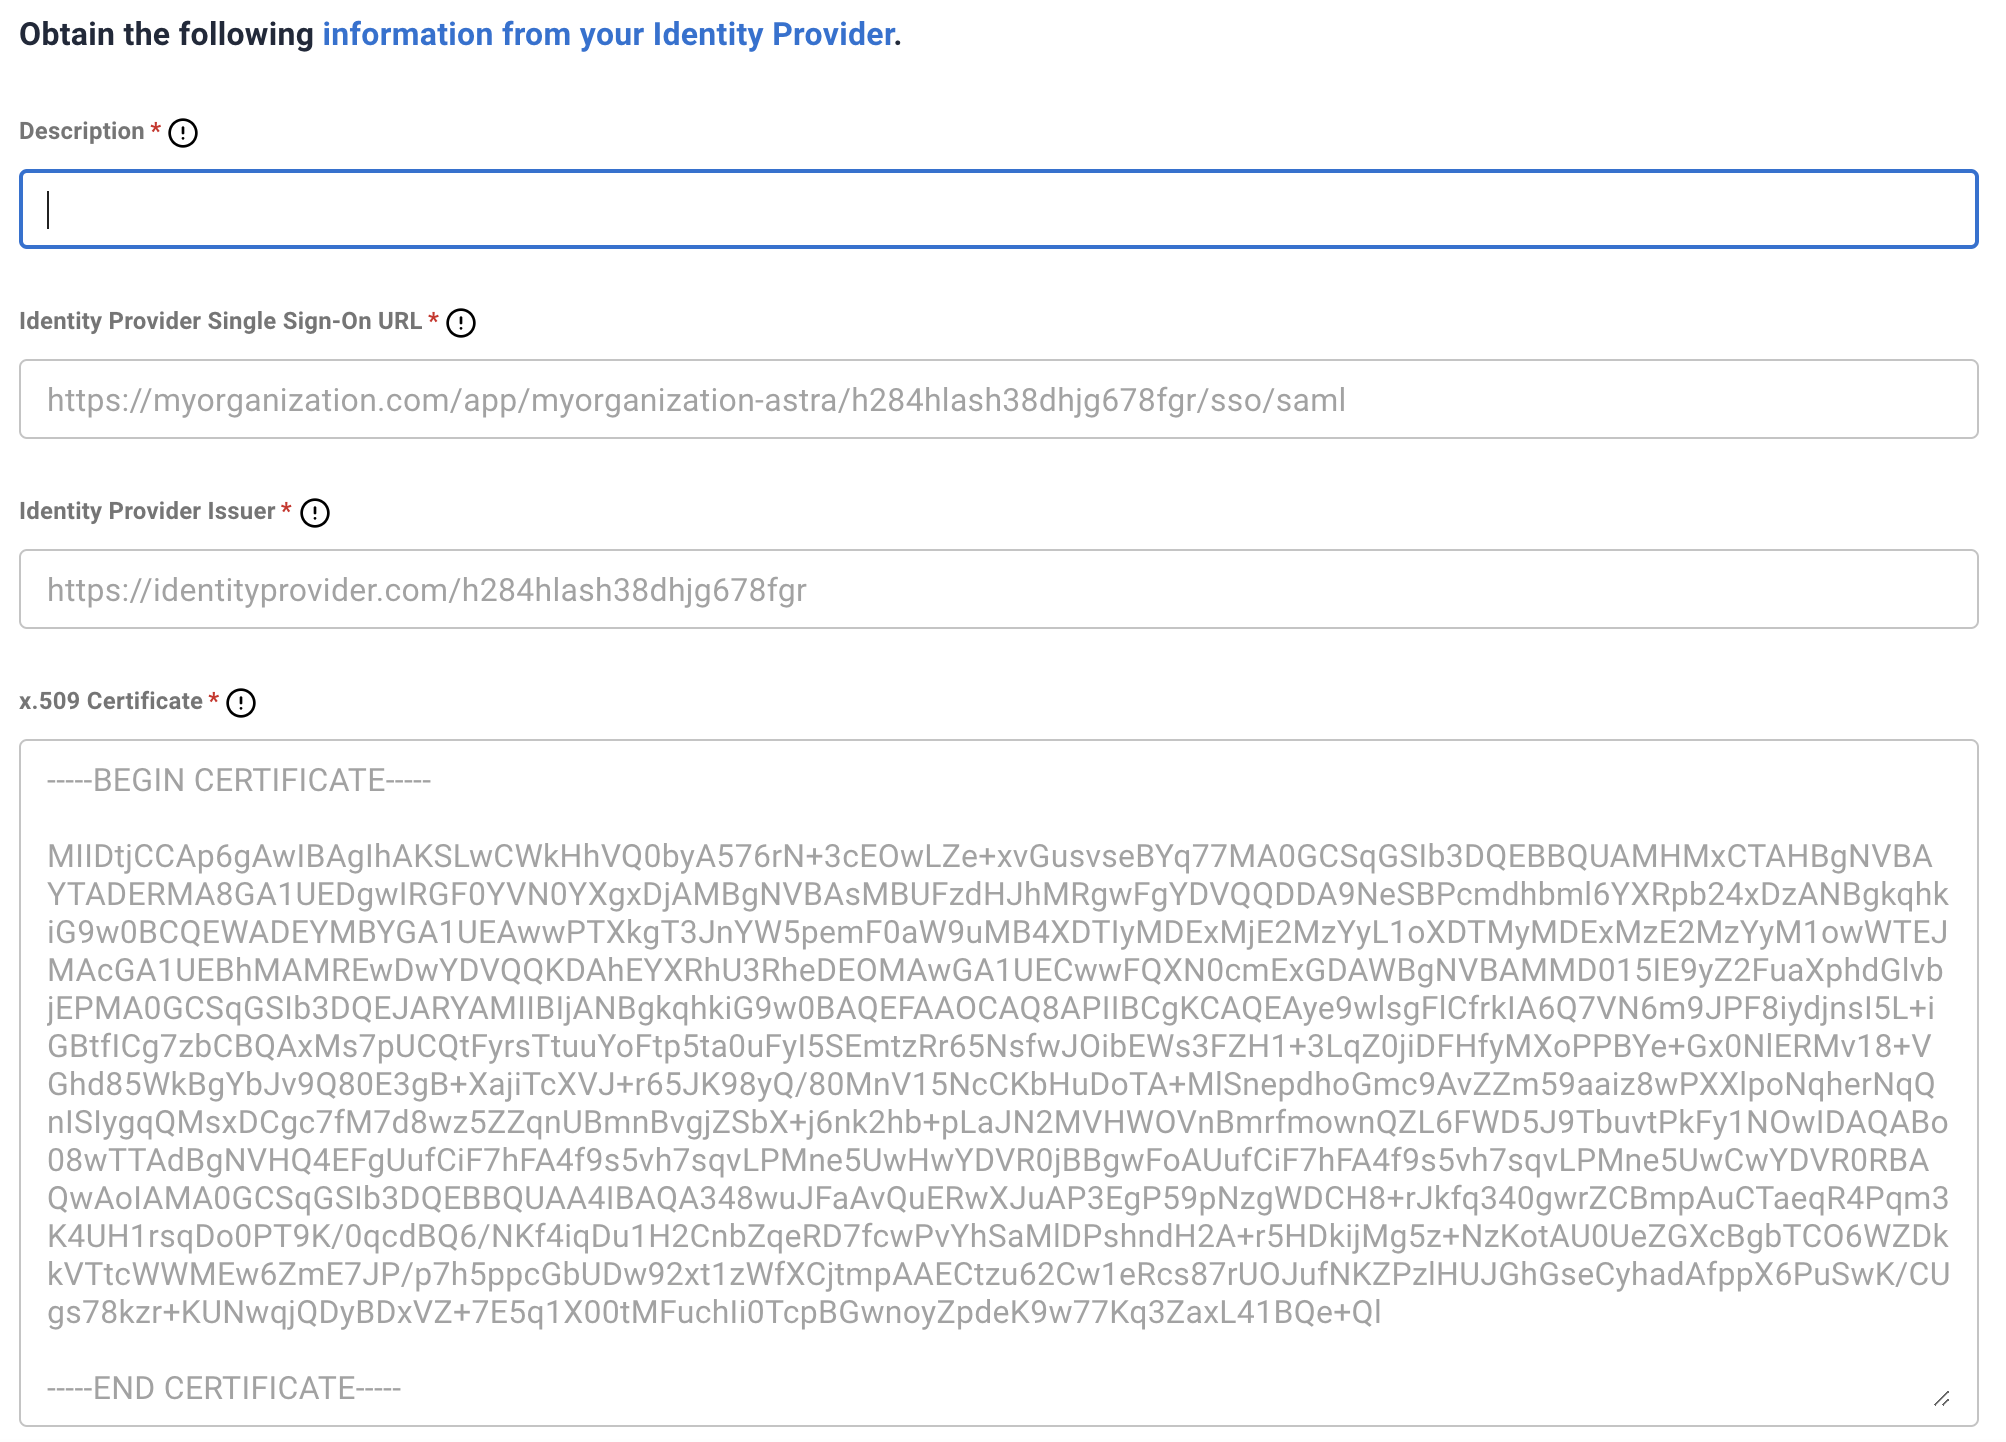 Obtain the following information from your Identity Provider.
Description *
Identity Provider Single Sign-On URL *
https://myorganization.com/app/myorganization-astra/h284hlash38dhjg678fgr/sso/saml
Identity Provider Issuer *
https://identityprovider.com/h284hlash38dhjg678fgr
x.509 Certificate *
-----BEGIN CERTIFICATE-----
MIIDtjCCAp6gAwIBAgIhAKSLwCWkHhVQ0byA576rN+3cEOwLZe+xvGusvseBYq77MA0GCSqGSIb3DQEBBQUAMHMxCTAHBgNVBA
YTADERMA8GA1UEDgwIRGF0YVN0YXgxDjAMBgNVBAsMBUFzdHJhMRgwFgYDVQQDDA9NeSBPcmdhbml6YXRpb24xDzANBgkqhk
iG9w0BCQEWADEYMBYGA1UEAwwPTXkgT3JnYW5pemF0aW9uMB4XDTIyMDExMjE2MzYyL1oXDTMyMDExMzE2MzYyM1owWTEJ
MAcGA1UEBhMAMREwDwYDVQQKDAhEYXRhU3RheDEOMAwGA1UECwwFQXN0cmExGDAWBgNVBAMMD015IE9yZ2FuaXphdGlvb
jEPMA0GCSqGSIb3DQEJARYAMIIBIjANBgkqhkiG9w0BAQEFAAOCAQ8APIIBCgKCAQEAye9wlsgFlCfrkIA6Q7VN6m9JPF8iydjnsI5L+i
GBtfICg7zbCBQAxMs7pUCQtFyrsTtuuYoFtp5ta0uFyI5SEmtzRr65NsfwJOibEWs3FZH1+3LqZ0jiDFHfyMXoPPBYe+Gx0NlERMv18+V
Ghd85WkBgYbJv9Q80E3gB+XajiTcXVJ+r65JK98yQ/80MnV15NcCKbHuDoTA+MlSnepdhoGmc9AvZZm59aaiz8wPXXlpoNqherNqQ
nISIygqQMsxDCgc7fM7d8wz5ZZqnUBmnBvgjZSbX+j6nk2hb+pLaJN2MVHWOVnBmrfmownQZL6FWD5J9TbuvtPkFy1NOwIDAQABo
08wTTAdBgNVHQ4EFgUufCiF7hFA4f9s5vh7sqvLPMne5UwHwYDVR0jBBgwFoAUufCiF7hFA4f9s5vh7sqvLPMne5UwCwYDVR0RBA
QwAoIAMA0GCSqGSIb3DQEBBQUAA4IBAQA348wuJFaAvQuERwXJuAP3EgP59pNzgWDCH8+rJkfq340gwrZCBmpAuCTaeqR4Pqm3
K4UH1rsqDo0PT9K/0qcdBQ6/NKf4iqDu1H2CnbZqeRD7fcwPvYhSaMlDPshndH2A+r5HDkijMg5z+NzKotAU0UeZGXcBgbTCO6WZDk
kVTtcWWMEw6ZmE7JP/p7h5ppcGbUDw92xt1zWfXCjtmpAAECtzu62Cw1eRcs87rUOJufNKZPzlHUJGhGseCyhadAfppX6PuSwK/CU
gs78kzr+KUNwqjQDyBDxVZ+7E5q1X00tMFuchIi0TcpBGwnoyZpdeK9w77Kq3ZaxL41BQe+Ql
-----END CERTIFICATE-----